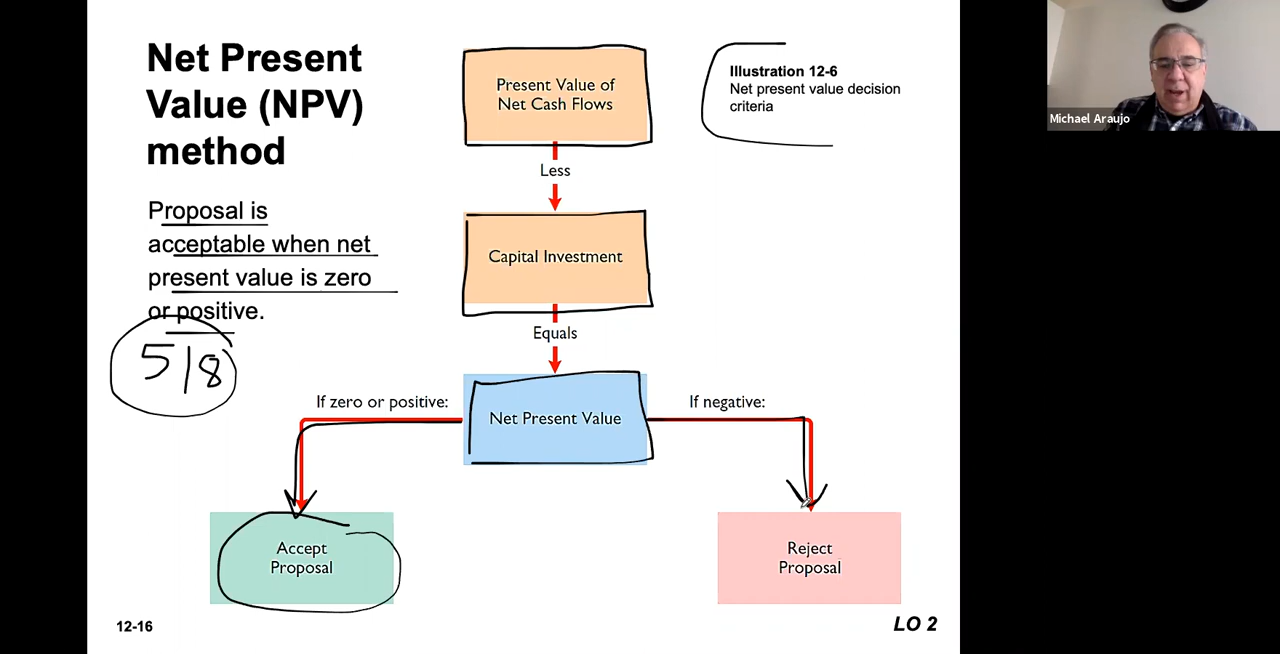 Net Present
Value (NPV)
method
Proposal is
acceptable when net
present value is zero
or positive.
5/8
Present Value of
Net Cash Flows
Less
Capital Investment
Equals
Net Present Value
If zero or positive:
If negative:
Accept
Proposal
Reject
Proposal
Illustration 12-6
Net present value decision
criteria
12-16
LO 2
Michael Araujo